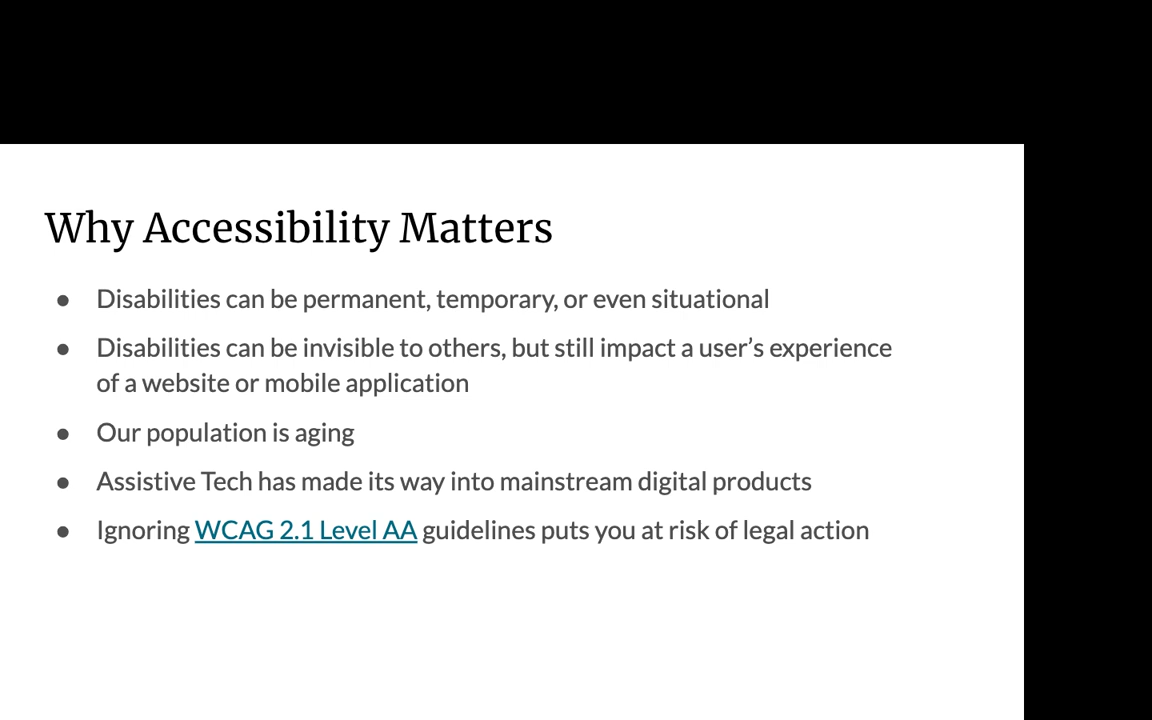 Why Accessibility Matters
● Disabilities can be permanent, temporary, or even situational
● Disabilities can be invisible to others, but still impact a user’s experience
of a website or mobile application
● Our population is aging
● Assistive Tech has made its way into mainstream digital products
● Ignoring WCAG 2.1 Level AA guidelines puts you at risk of legal action